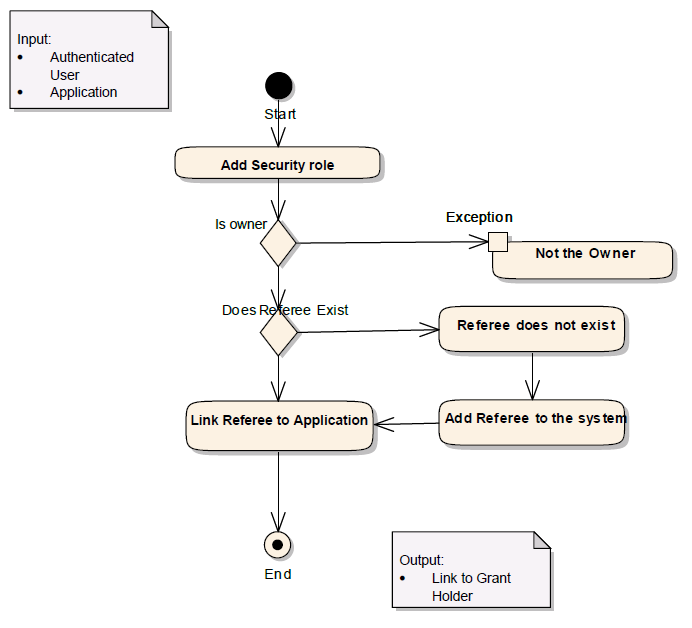 Input:
• Authenticated
User
• Application
Start
Add Security role
Is owner
Exception
Not the Owner
Does Referee Exist
Referee does not exist
Link Referee to Application
Add Referee to the system
End
Output:
• Link to Grant
Holder